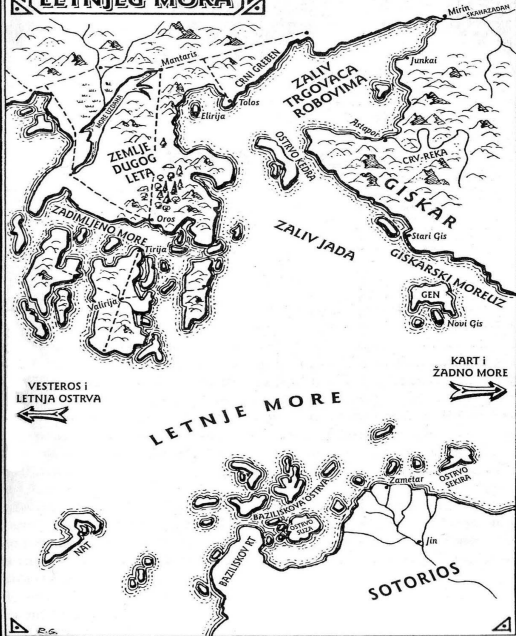 LETNJEG MORA
Mirin
SKAHAZADAN
Mantaris
CRNI GREBEN
ZALIV
TRGOVACA
ROBOVIMA
Junkai
Tolos
Elirija
Astapor
ZEMLJE
DUGOG
LETA
OSTRVO KEDRA
CRV-REKA
GISKAR
ZADIMLJENO MORE
Oros
Tirija
ZALIV JADA
Stari Gis
GISKARSKI MOREUZ
Valirija
GEN
Novi Gis
VESTEROS i
LETNJA OSTRVA
KART i
ŽADNO MORE
LETNJE MORE
BAZILISKOVA OSTRVA
Zametar
OSTRVO
SEKIRA
OSTRVO
SUZA
NAT
BAZILISKOV RT
Jin
SOTORIOS
R.G.